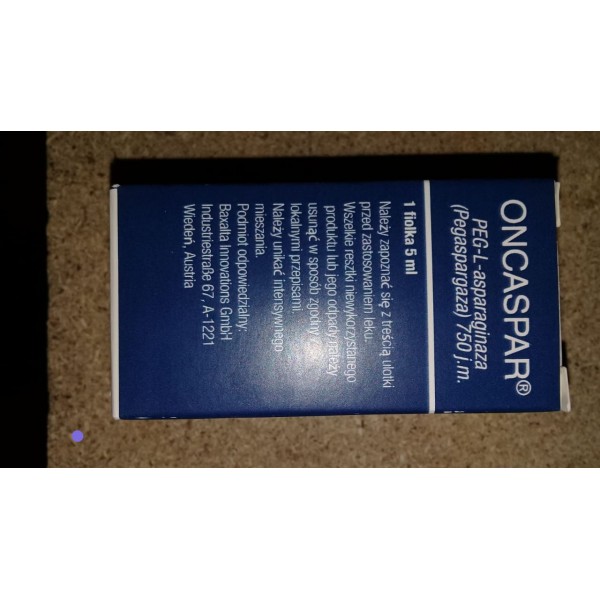 ONCASPAR®
PEG-L-asparaginaza
(Pegaspargaza) 750 j.m.
1 fiolka 5 ml
Należy zapoznać się z treścią ulotki
przed zastosowaniem leku.
Wszelkie resztki niewykorzystanego
produktu lub jego odpady należy
usunąć w sposób zgodny z
lokalnymi przepisami.
Należy unikać intensywnego
mieszania.
Podmiot odpowiedzialny:
Baxalta Innovations GmbH
Industriestraße 67, A-1221
Wiedeń, Austria